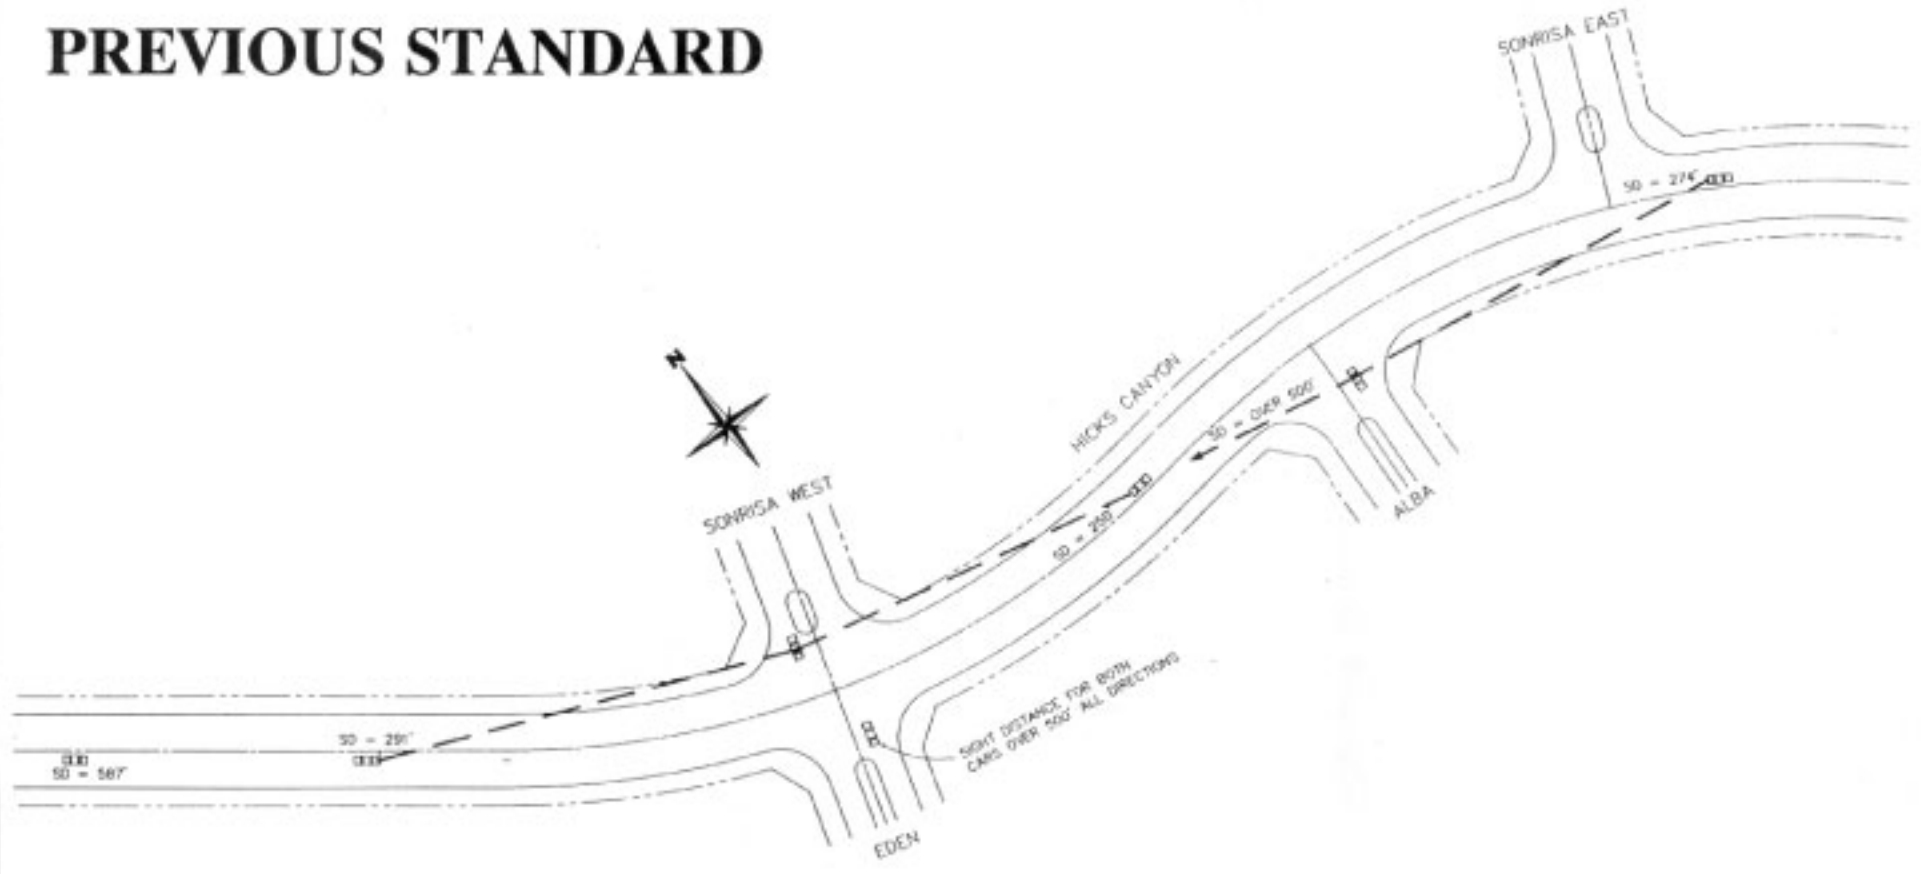 PREVIOUS STANDARD
SONRISA EAST
SD = 274'
HICKS CANYON
SD = OVER 500'
ALBA
N
SONRISA WEST
SD = 250'
SIGHT DISTANCE FOR BOTH
CARS OVER 500' ALL DIRECTIONS
SD = 291'
SD = 587'
EDEN